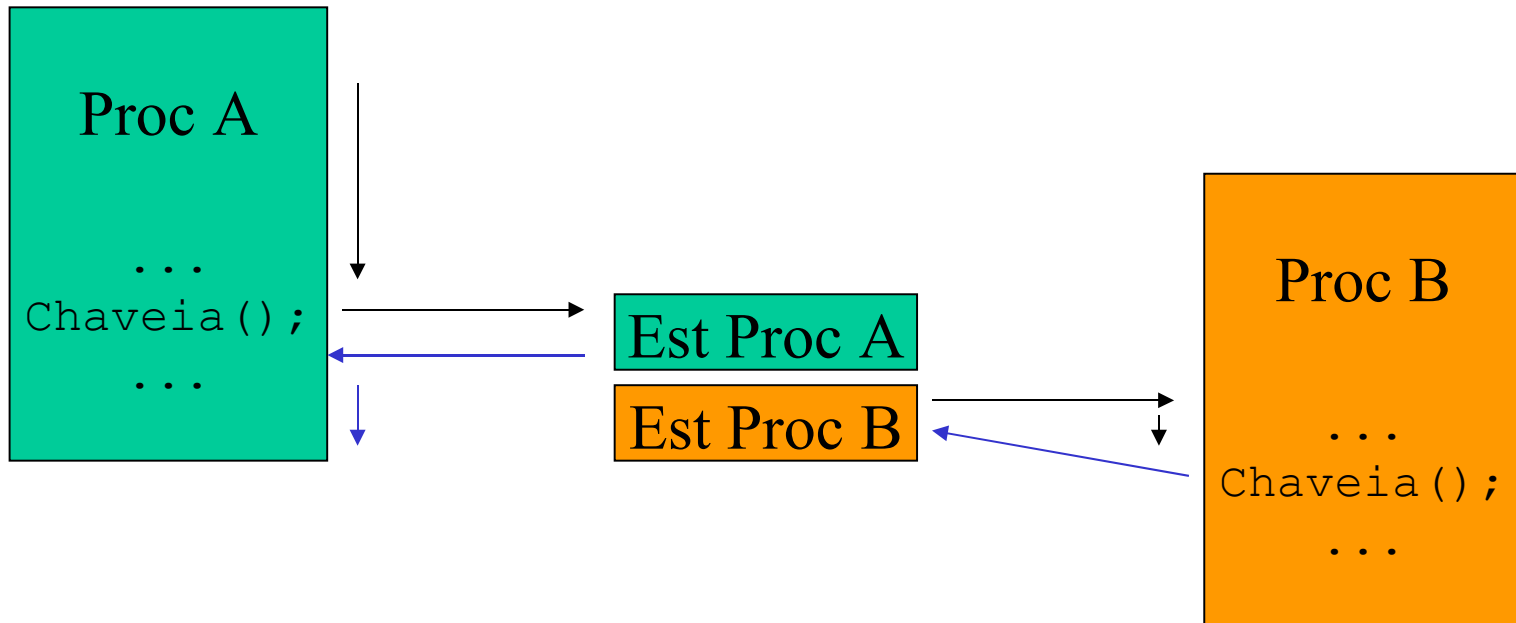 Proc A
...
Chaveia();
...
Est Proc A
Est Proc B
Proc B
...
Chaveia();
...